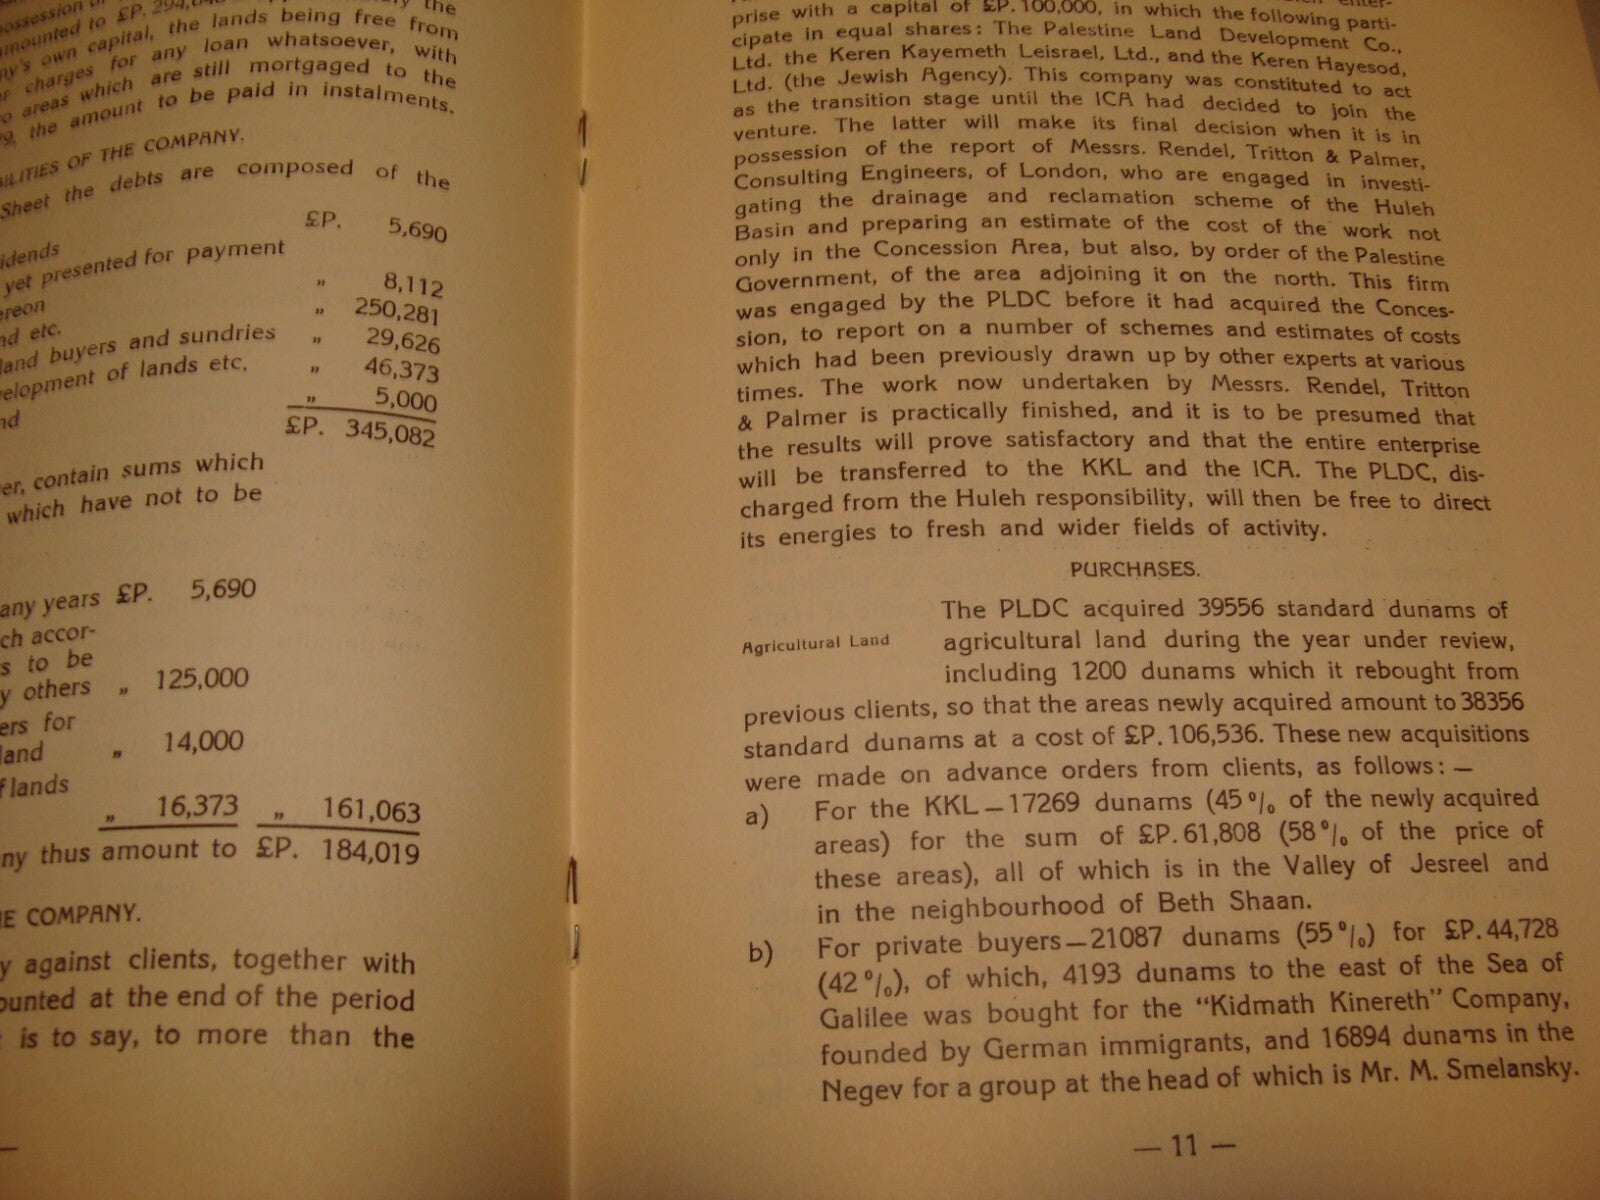 possession
amounted to £P. the
ny's own capital, the lands being free from
charges for any loan whatsoever, with
o areas which are still mortgaged to the
9, the amount to be paid in instalments.
BILITIES OF THE COMPANY.
Sheet the debts are composed of the
£P. 5,690
idends
yet presented for payment
ereon „ 8,112
nd etc. „ 250,281
land buyers and sundries „ 29,626
velopment of lands etc. „ 46,373
nd „ 5,000
£P. 345,082
er, contain sums which
which have not to be
any years £P. 5,690
ch accor-
s to be
y others „ 125,000
ers for
land „ 14,000
f lands
„ 16,373 „ 161,063
ny thus amount to £P. 184,019
E COMPANY.
y against clients, together with
ounted at the end of the period
is to say, to more than the
enter-
prise with a capital of £P. 100,000, in which the following parti-
cipate in equal shares: The Palestine Land Development Co.,
Ltd. the Keren Kayemeth Leisrael, Ltd., and the Keren Hayesod,
Ltd. (the Jewish Agency). This company was constituted to act
as the transition stage until the ICA had decided to join the
venture. The latter will make its final decision when it is in
possession of the report of Messrs. Rendel, Tritton & Palmer,
Consulting Engineers, of London, who are engaged in investi-
gating the drainage and reclamation scheme of the Huleh
Basin and preparing an estimate of the cost of the work not
only in the Concession Area, but also, by order of the Palestine
Government, of the area adjoining it on the north. This firm
was engaged by the PLDC before it had acquired the Conces-
sion, to report on a number of schemes and estimates of costs
which had been previously drawn up by other experts at various
times. The work now undertaken by Messrs. Rendel, Tritton
& Palmer is practically finished, and it is to be presumed that
the results will prove satisfactory and that the entire enterprise
will be transferred to the KKL and the ICA. The PLDC, dis-
charged from the Huleh responsibility, will then be free to direct
its energies to fresh and wider fields of activity.
PURCHASES.
The PLDC acquired 39556 standard dunams of
Agricultural Land agricultural land during the year under review,
including 1200 dunams which it rebought from
previous clients, so that the areas newly acquired amount to 38356
standard dunams at a cost of £P. 106,536. These new acquisitions
were made on advance orders from clients, as follows: —
a) For the KKL — 17269 dunams (45 % of the newly acquired
areas) for the sum of £P. 61,808 (58 % of the price of
these areas), all of which is in the Valley of Jesreel and
in the neighbourhood of Beth Shaan.
b) For private buyers — 21087 dunams (55 %) for £P. 44,728
(42 %), of which, 4193 dunams to the east of the Sea of
Galilee was bought for the "Kidmath Kinereth" Company,
founded by German immigrants, and 16894 dunams in the
Negev for a group at the head of which is Mr. M. Smelansky.
— 11 —